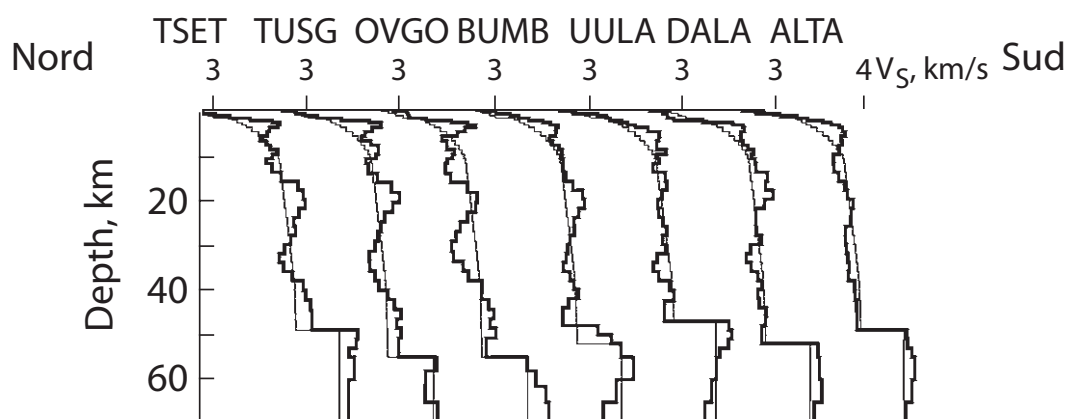 TSET TUSG OVGO BUMB UULA DALA ALTA
Nord Sud
3 3 3 3 3 3 3 4 VS, km/s
Depth, km
20
40
60